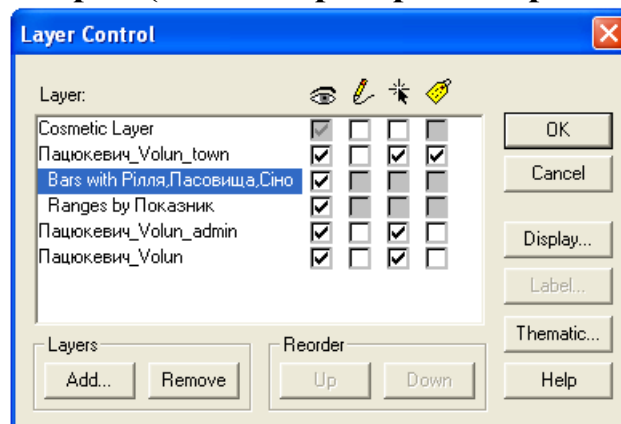 Layer Control
Layer:
Cosmetic Layer
Пацюкевич_Volun_town
Bars with Рілля,Пасовища,Сіно
Ranges by Показник
Пацюкевич_Volun_admin
Пацюкевич_Volun
OK
Cancel
Display...
Label...
Thematic...
Help
Layers
Add...
Remove
Reorder
Up
Down